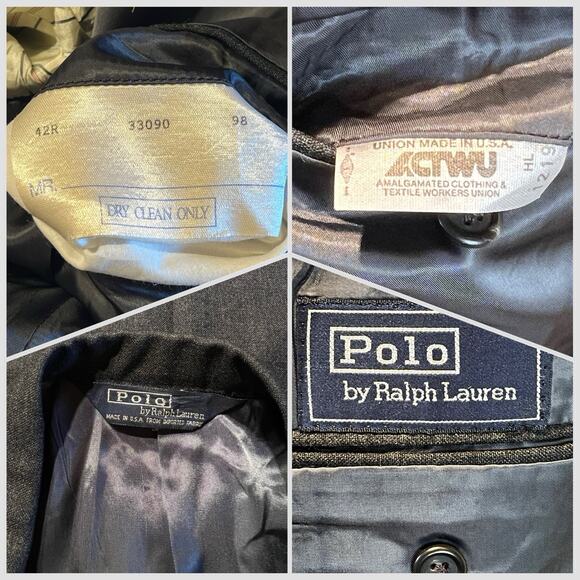 42R 33090 98
MR.
DRY CLEAN ONLY
UNION MADE IN U.S.A.
ACTWU
AMALGAMATED CLOTHING &
TEXTILE WORKERS UNION
HL
1219
Polo
by Ralph Lauren
MADE IN U.S.A. FROM IMPORTED FABRIC
Polo
by Ralph Lauren